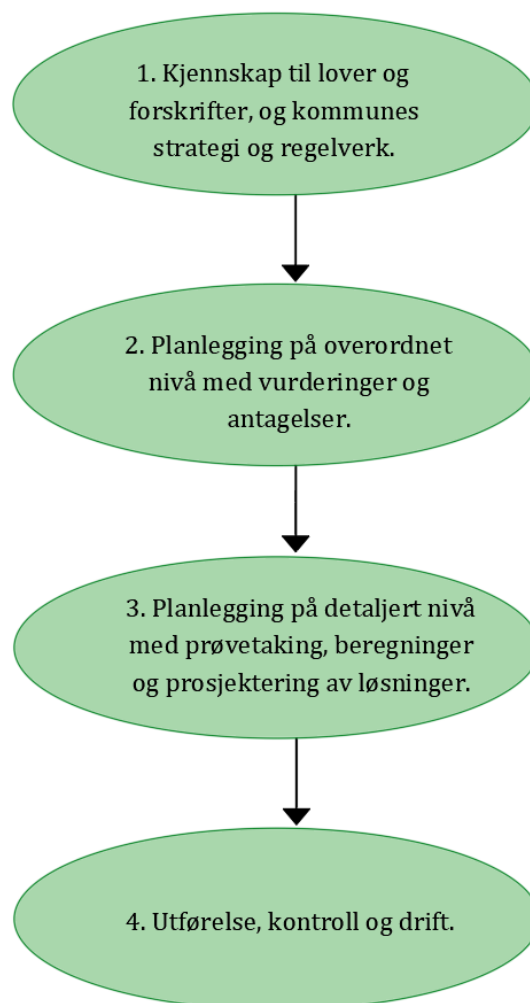 1. Kjennskap til lover og
forskrifter, og kommunes
strategi og regelverk.
2. Planlegging på overordnet
nivå med vurderinger og
antagelser.
3. Planlegging på detaljert nivå
med prøvetaking, beregninger
og prosjektering av løsninger.
4. Utførelse, kontroll og drift.